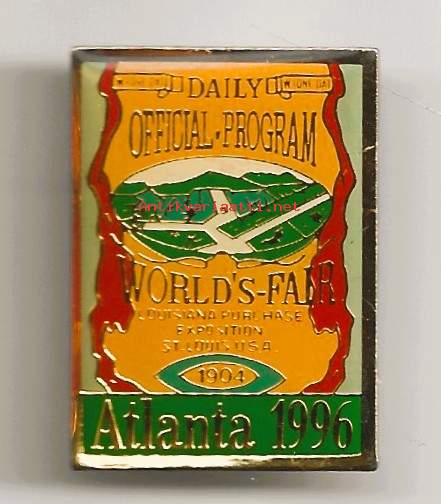 DAILY
OFFICIAL-PROGRAM
Antikvariaatti.net
WORLD'S-FAIR
LOUISIANA PURCHASE
EXPOSITION
ST. LOUIS U.S.A.
1904
Atlanta 1996